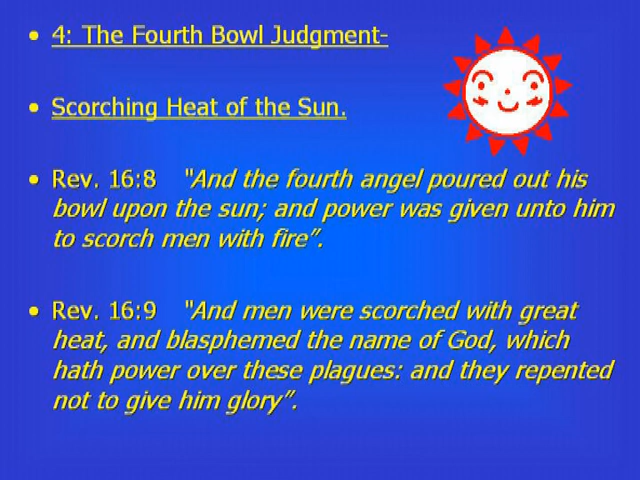 • 4: The Fourth Bowl Judgment-
• Scorching Heat of the Sun.
• Rev. 16:8 "And the fourth angel poured out his
bowl upon the sun; and power was given unto him
to scorch men with fire”.
• Rev. 16:9 "And men were scorched with great
heat, and blasphemed the name of God, which
hath power over these plagues: and they repented
not to give him glory”.